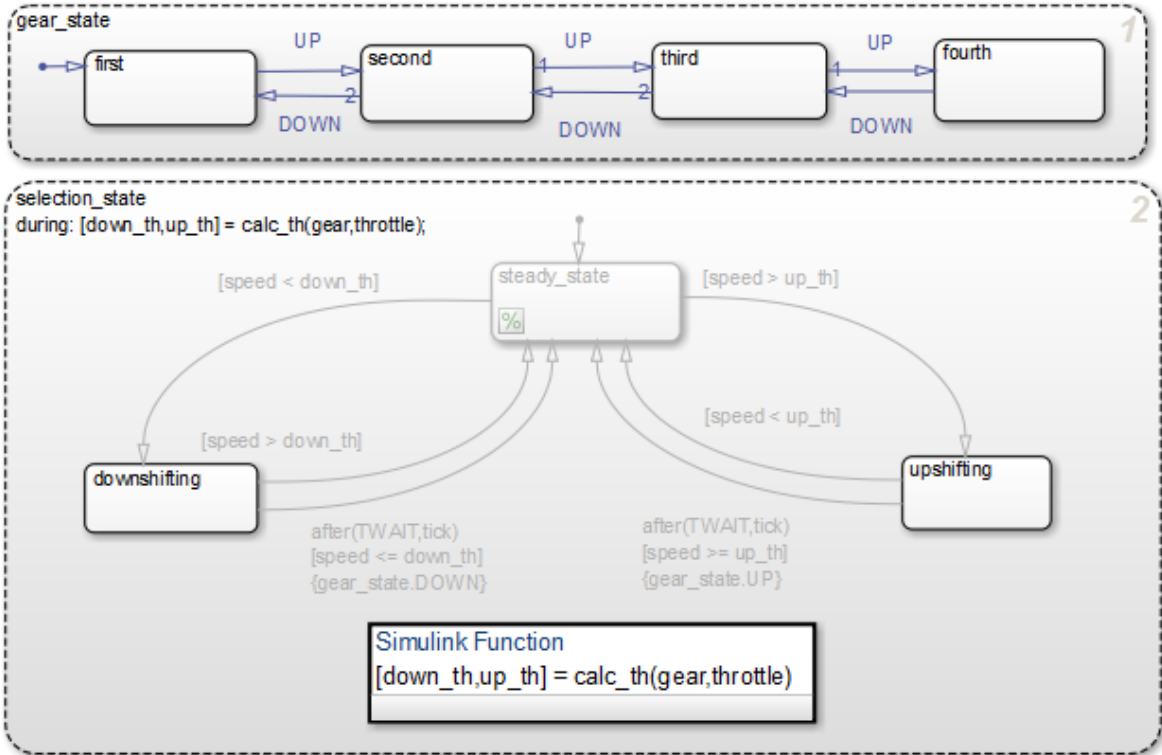 gear_state
1
UP
UP
UP
first
second
third
fourth
1
1
2
2
DOWN
DOWN
DOWN
selection_state
2
during: [down_th,up_th] = calc_th(gear,throttle);
[speed < down_th]
steady_state
[speed > up_th]
%
[speed > down_th]
[speed < up_th]
downshifting
upshifting
after(TWAIT,tick)
[speed <= down_th]
{gear_state.DOWN}
after(TWAIT,tick)
[speed >= up_th]
{gear_state.UP}
Simulink Function
[down_th,up_th] = calc_th(gear,throttle)